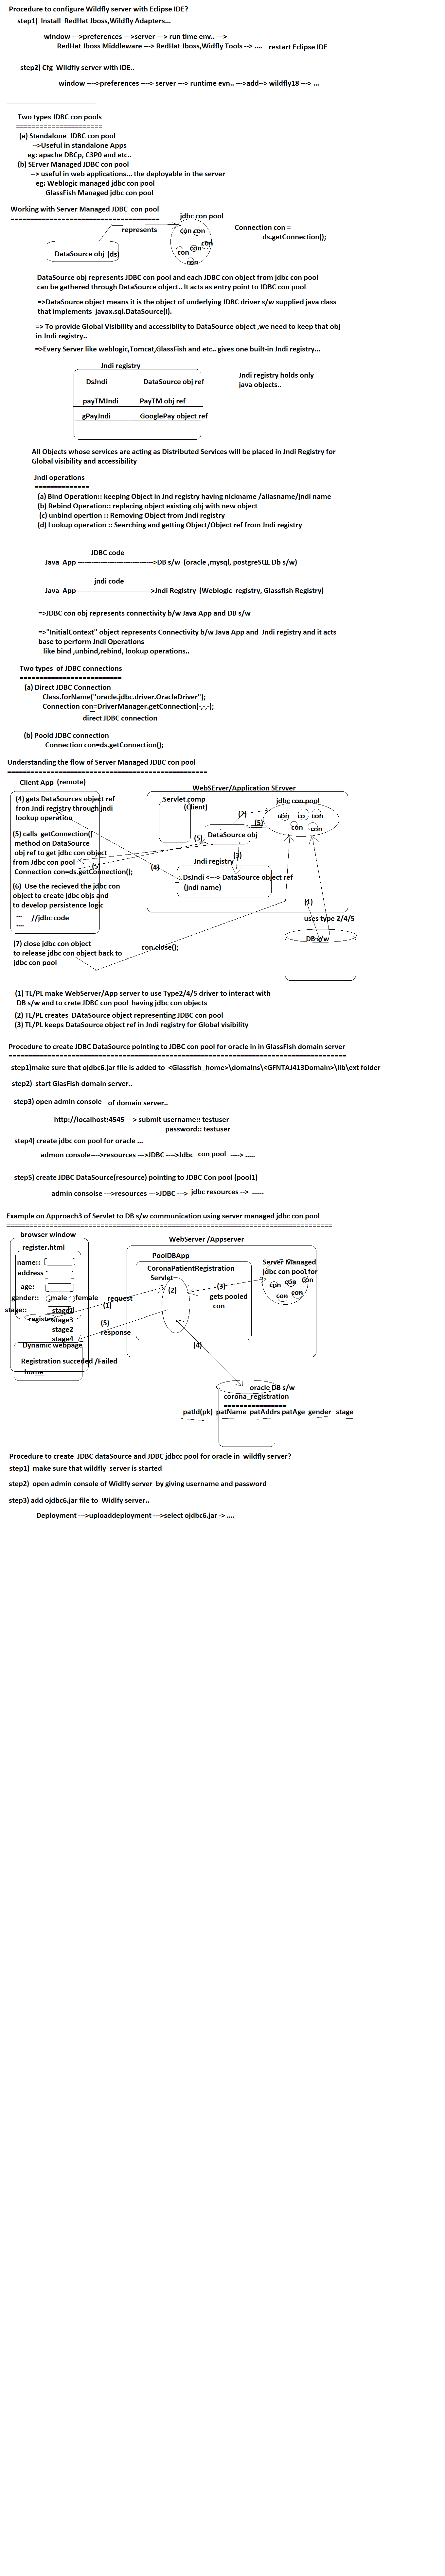 Procedure to configure Wildfly server with Eclipse IDE?
step1) Install RedHat Jboss,Wildfly Adapters...
window --->preferences --->server ---> run time env.. --->
RedHat Jboss Middleware ---> RedHat Jboss,Widfly Tools --> .... restart Eclipse IDE
step2) Cfg Wildfly server with IDE..
window ---->preferences ----> server ---> runtime evn.. --->add--> wildfly18 ---> ...
Two types JDBC con pools
======================
(a) Standalone JDBC con pool
-->Useful in standalone Apps
eg: apache DBCp, C3P0 and etc..
(b) SErver Managed JDBC con pool
--> useful in web applications... the deployable in the server
eg: Weblogic managed jdbc con pool
GlassFish Managed jdbc con pool
Working with Server Managed JDBC con pool
======================================
jdbc con pool
represents
con con
con
con
con
con
Connection con =
ds.getConnection();
DataSource obj (ds)
DataSource obj represents JDBC con pool and each JDBC con object from jdbc con pool
can be gathered through DataSource object.. It acts as entry point to JDBC con pool
=>DataSource object means it is the object of underlying JDBC driver s/w supplied java class
that implements javax.sql.DataSource(I).
=> To provide Global Visibility and accessiblity to DataSource object ,we need to keep that obj
in Jndi registry..
=>Every Server like weblogic,Tomcat,GlassFish and etc.. gives one built-in Jndi registry...
Jndi registry
DsJndi DataSource obj ref
payTMJndi PayTM obj ref
gPayJndi GooglePay object ref
Jndi registry holds only
java objects..
All Objects whose services are acting as Distributed Services will be placed in Jndi Registry for
Global visibility and accessibility
Jndi operations
==============
(a) Bind Operation:: keeping Object in Jnd registry having nickname /aliasname/jndi name
(b) Rebind Operation:: replacing object existing obj with new object
(c) unbind opertion :: Removing Object from Jndi registry
(d) Lookup operation :: Searching and getting Object/Object ref from Jndi registry
JDBC code
Java App -------------------------------->DB s/w (oracle ,mysql, postgreSQL Db s/w)
jndi code
Java App ------------------------------->Jndi Registry (Weblogic registry, Glassfish Registry)
=>JDBC con obj represents connectivity b/w Java App and DB s/w
=>"InitialContext" object represents Connectivity b/w Java App and Jndi registry and it acts
base to perform Jndi Operations
like bind ,unbind,rebind, lookup operations..
Two types of JDBC connections
==========================
(a) Direct JDBC Connection
Class.forName("oracle.jdbc.driver.OracleDriver");
Connection con=DriverManager.getConnection(-,-,-);
direct JDBC connection
(b) Poold JDBC connection
Connection con=ds.getConnection();
Understanding the flow of Server Managed JDBC con pool
===================================================
Client App (remote)
(4) gets DataSources object ref
fron Jndi registry through jndi
lookup operation
(5) calls getConnection()
method on DataSource
obj ref to get jdbc con object
from Jdbc con pool
Connection con=ds.getConnection();
(6) Use the recieved the jdbc con
object to create jdbc objs and
to develop persistence logic
...
//jdbc code
....
(7) close jdbc con object
to release jdbc con object back to
jdbc con pool
con.close();
WebSErver/Application SErvver
Servlet comp
(Client)
jdbc con pool
(2)
con co con
con con
(5)
DataSource obj
(5)
(3)
Jndi registry
(5)
(4)
DsJndi <---> DataSource object ref
(jndi name)
(1)
uses type 2/4/5
DB s/w
(1) TL/PL make WebServer/App server to use Type2/4/5 driver to interact with
DB s/w and to crete JDBC con pool having jdbc con objects
(2) TL/PL creates DAtaSource object representing JDBC con pool
(3) TL/PL keeps DataSource object ref in Jndi registry for Global visibility
Procedure to create JDBC DataSource pointing to JDBC con pool for oracle in in GlassFish domain server
======================================================================================
step1)make sure that ojdbc6.jar file is added to <Glassfish_home>\domains\<GFNTAJ413Domain>\lib\ext folder
step2) start GlasFish domain server..
step3) open admin console of domain server..
http://localhost:4545 ---> submit username:: testuser
password:: testuser
step4) create jdbc con pool for oracle ...
admon console---->resources --->JDBC ---->Jdbc con pool ----> .....
step5) create JDBC DataSource(resource) pointing to JDBC Con pool (pool1)
admin consolse --->resources --->JDBC ---> jdbc resources --> ......
Example on Approach3 of Servlet to DB s/w communication using server managed jdbc con pool
===================================================================================
browser window
register.html
name::
address
age:
gender:: male female
stage:: stage1
register
stage3
stage2
stage4
Dynamic webpage
Registration succeded /Failed
home
request
(1)
(5)
response
WebServer /Appserver
PoolDBApp
CoronaPatientRegistration
Servlet
(2)
(3)
gets pooled
con
Server Managed
jdbc con pool for
con con con
con con
(4)
oracle DB s/w
corona_registration
================
patId(pk) patName patAddrs patAge gender stage
Procedure to create JDBC dataSource and JDBC jdbcc pool for oracle in wildfly server?
step1) make sure that wildfly server is started
step2) open admin console of Widlfy server by giving username and password
step3) add ojdbc6.jar file to Widlfy server..
Deployment --->uploaddeployment --->select ojdbc6.jar -> ....